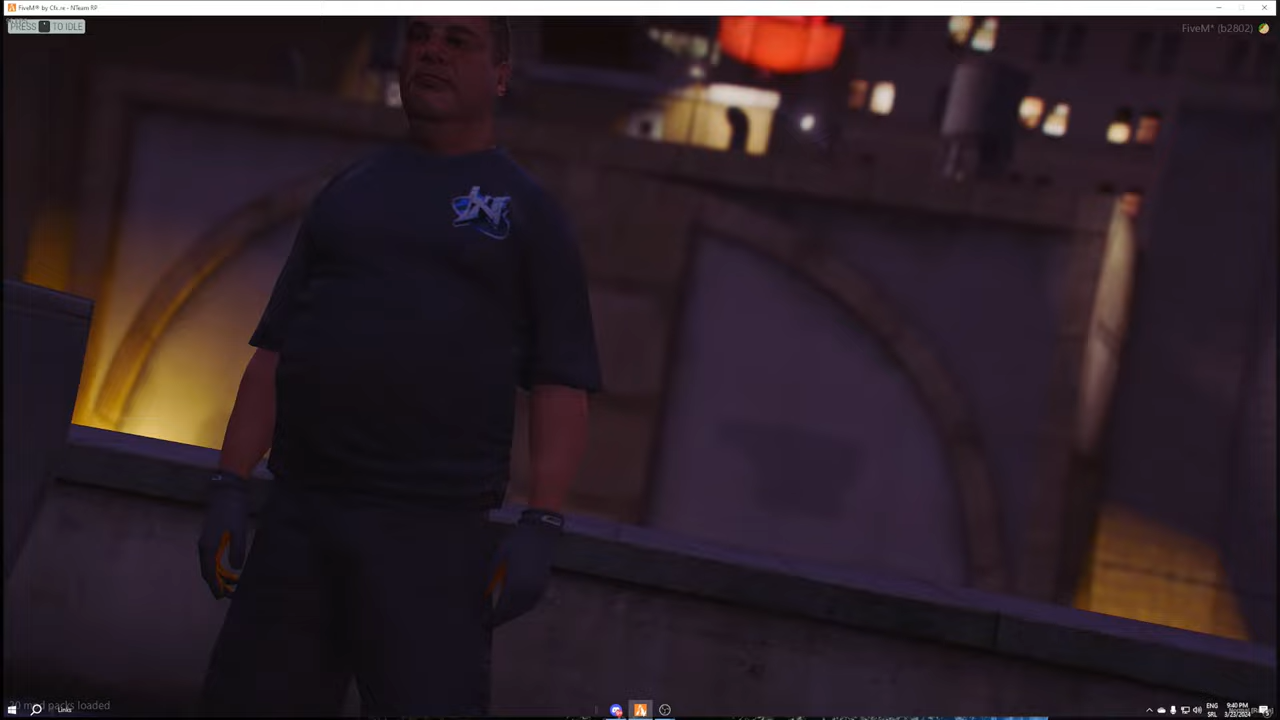 FiveM® by Cfx.re - NTeam RP
PRESS TO IDLE
FiveM* (b2802)
mod packs loaded
Links
ENG
SRL
9:40 PM
3/23/2024